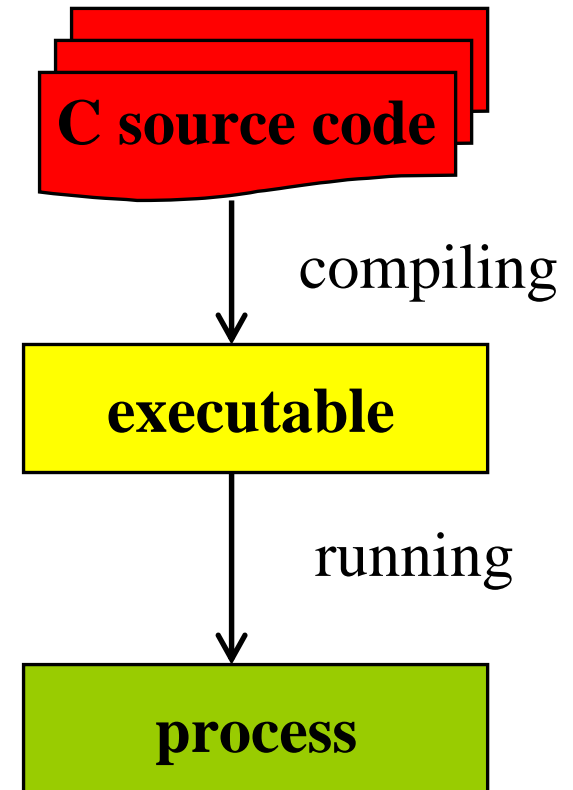 C source code
compiling
executable
running
process